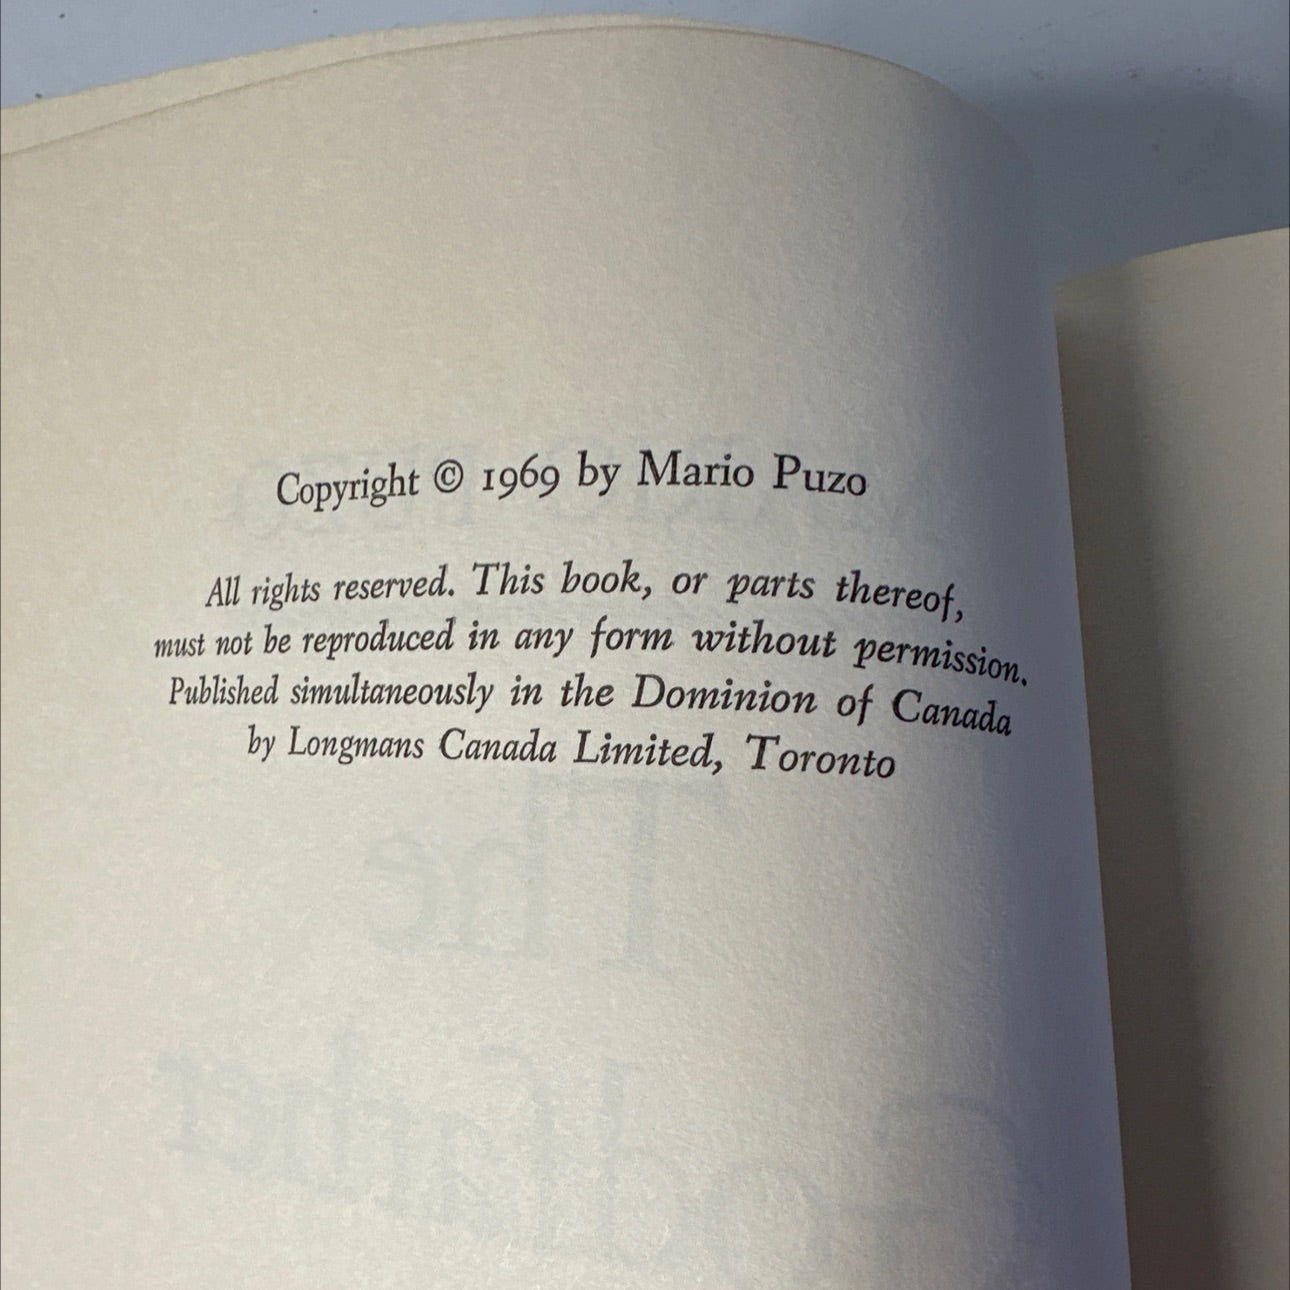 Copyright © 1969 by Mario Puzo
All rights reserved. This book, or parts thereof,
must not be reproduced in any form without permission.
Published simultaneously in the Dominion of Canada
by Longmans Canada Limited, Toronto
The